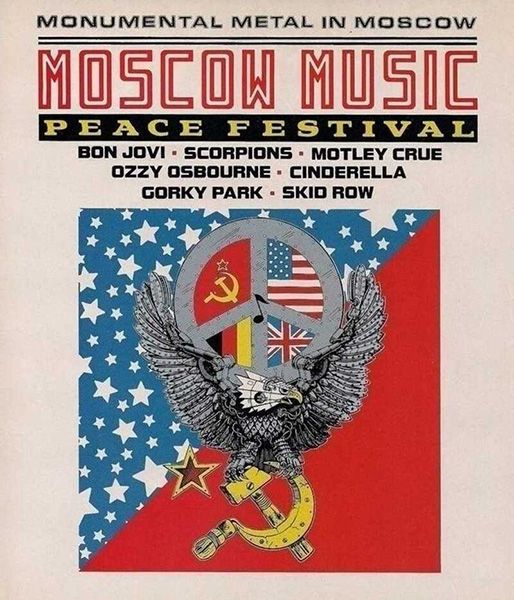 MONUMENTAL METAL IN MOSCOW
MOSCOW MUSIC
PEACE FESTIVAL
BON JOVI · SCORPIONS · MOTLEY CRUE
OZZY OSBOURNE · CINDERELLA
GORKY PARK · SKID ROW